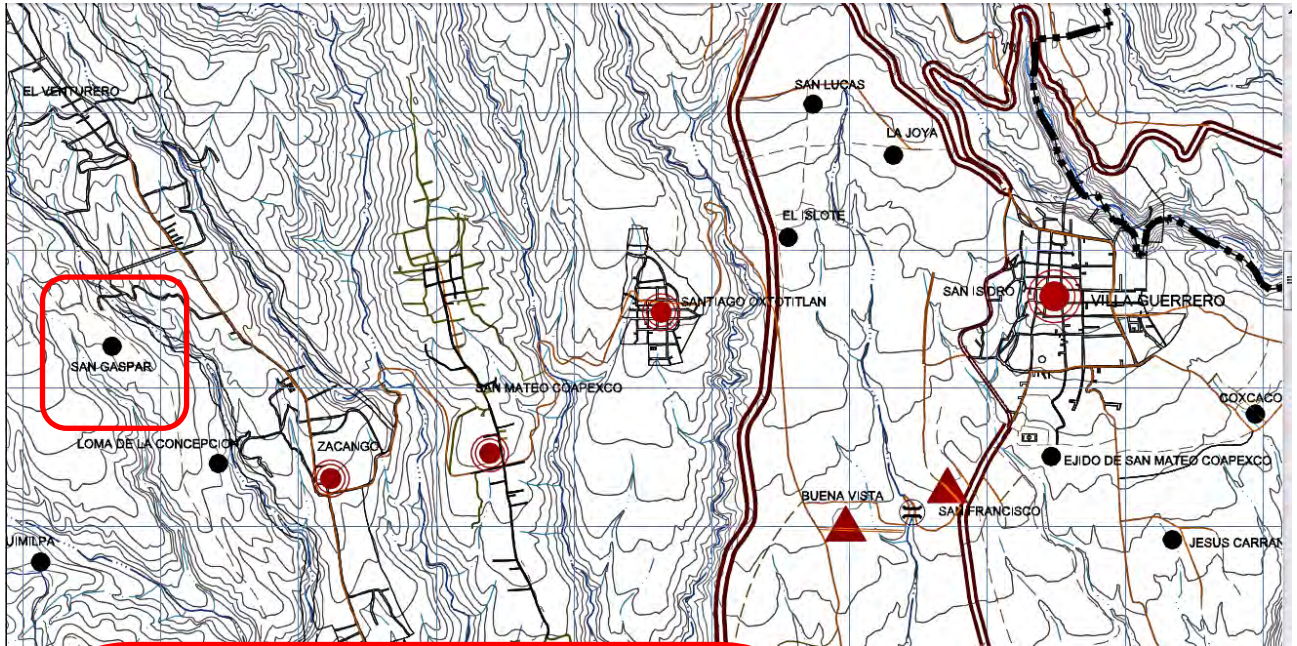 EL VENTURERO
SAN LUCAS
LA JOYA
EL ISLOTE
SAN ISIDRO
VILLA GUERRERO
SANTIAGO OXTOTITLAN
SAN GASPAR
SAN MATEO COAPEXCO
COXCACO
LOMA DE LA CONCEPCION
ZACANGO
EJIDO DE SAN MATEO COAPEXCO
BUENA VISTA
SAN FRANCISCO
UIMILPA
JESUS CARRAN